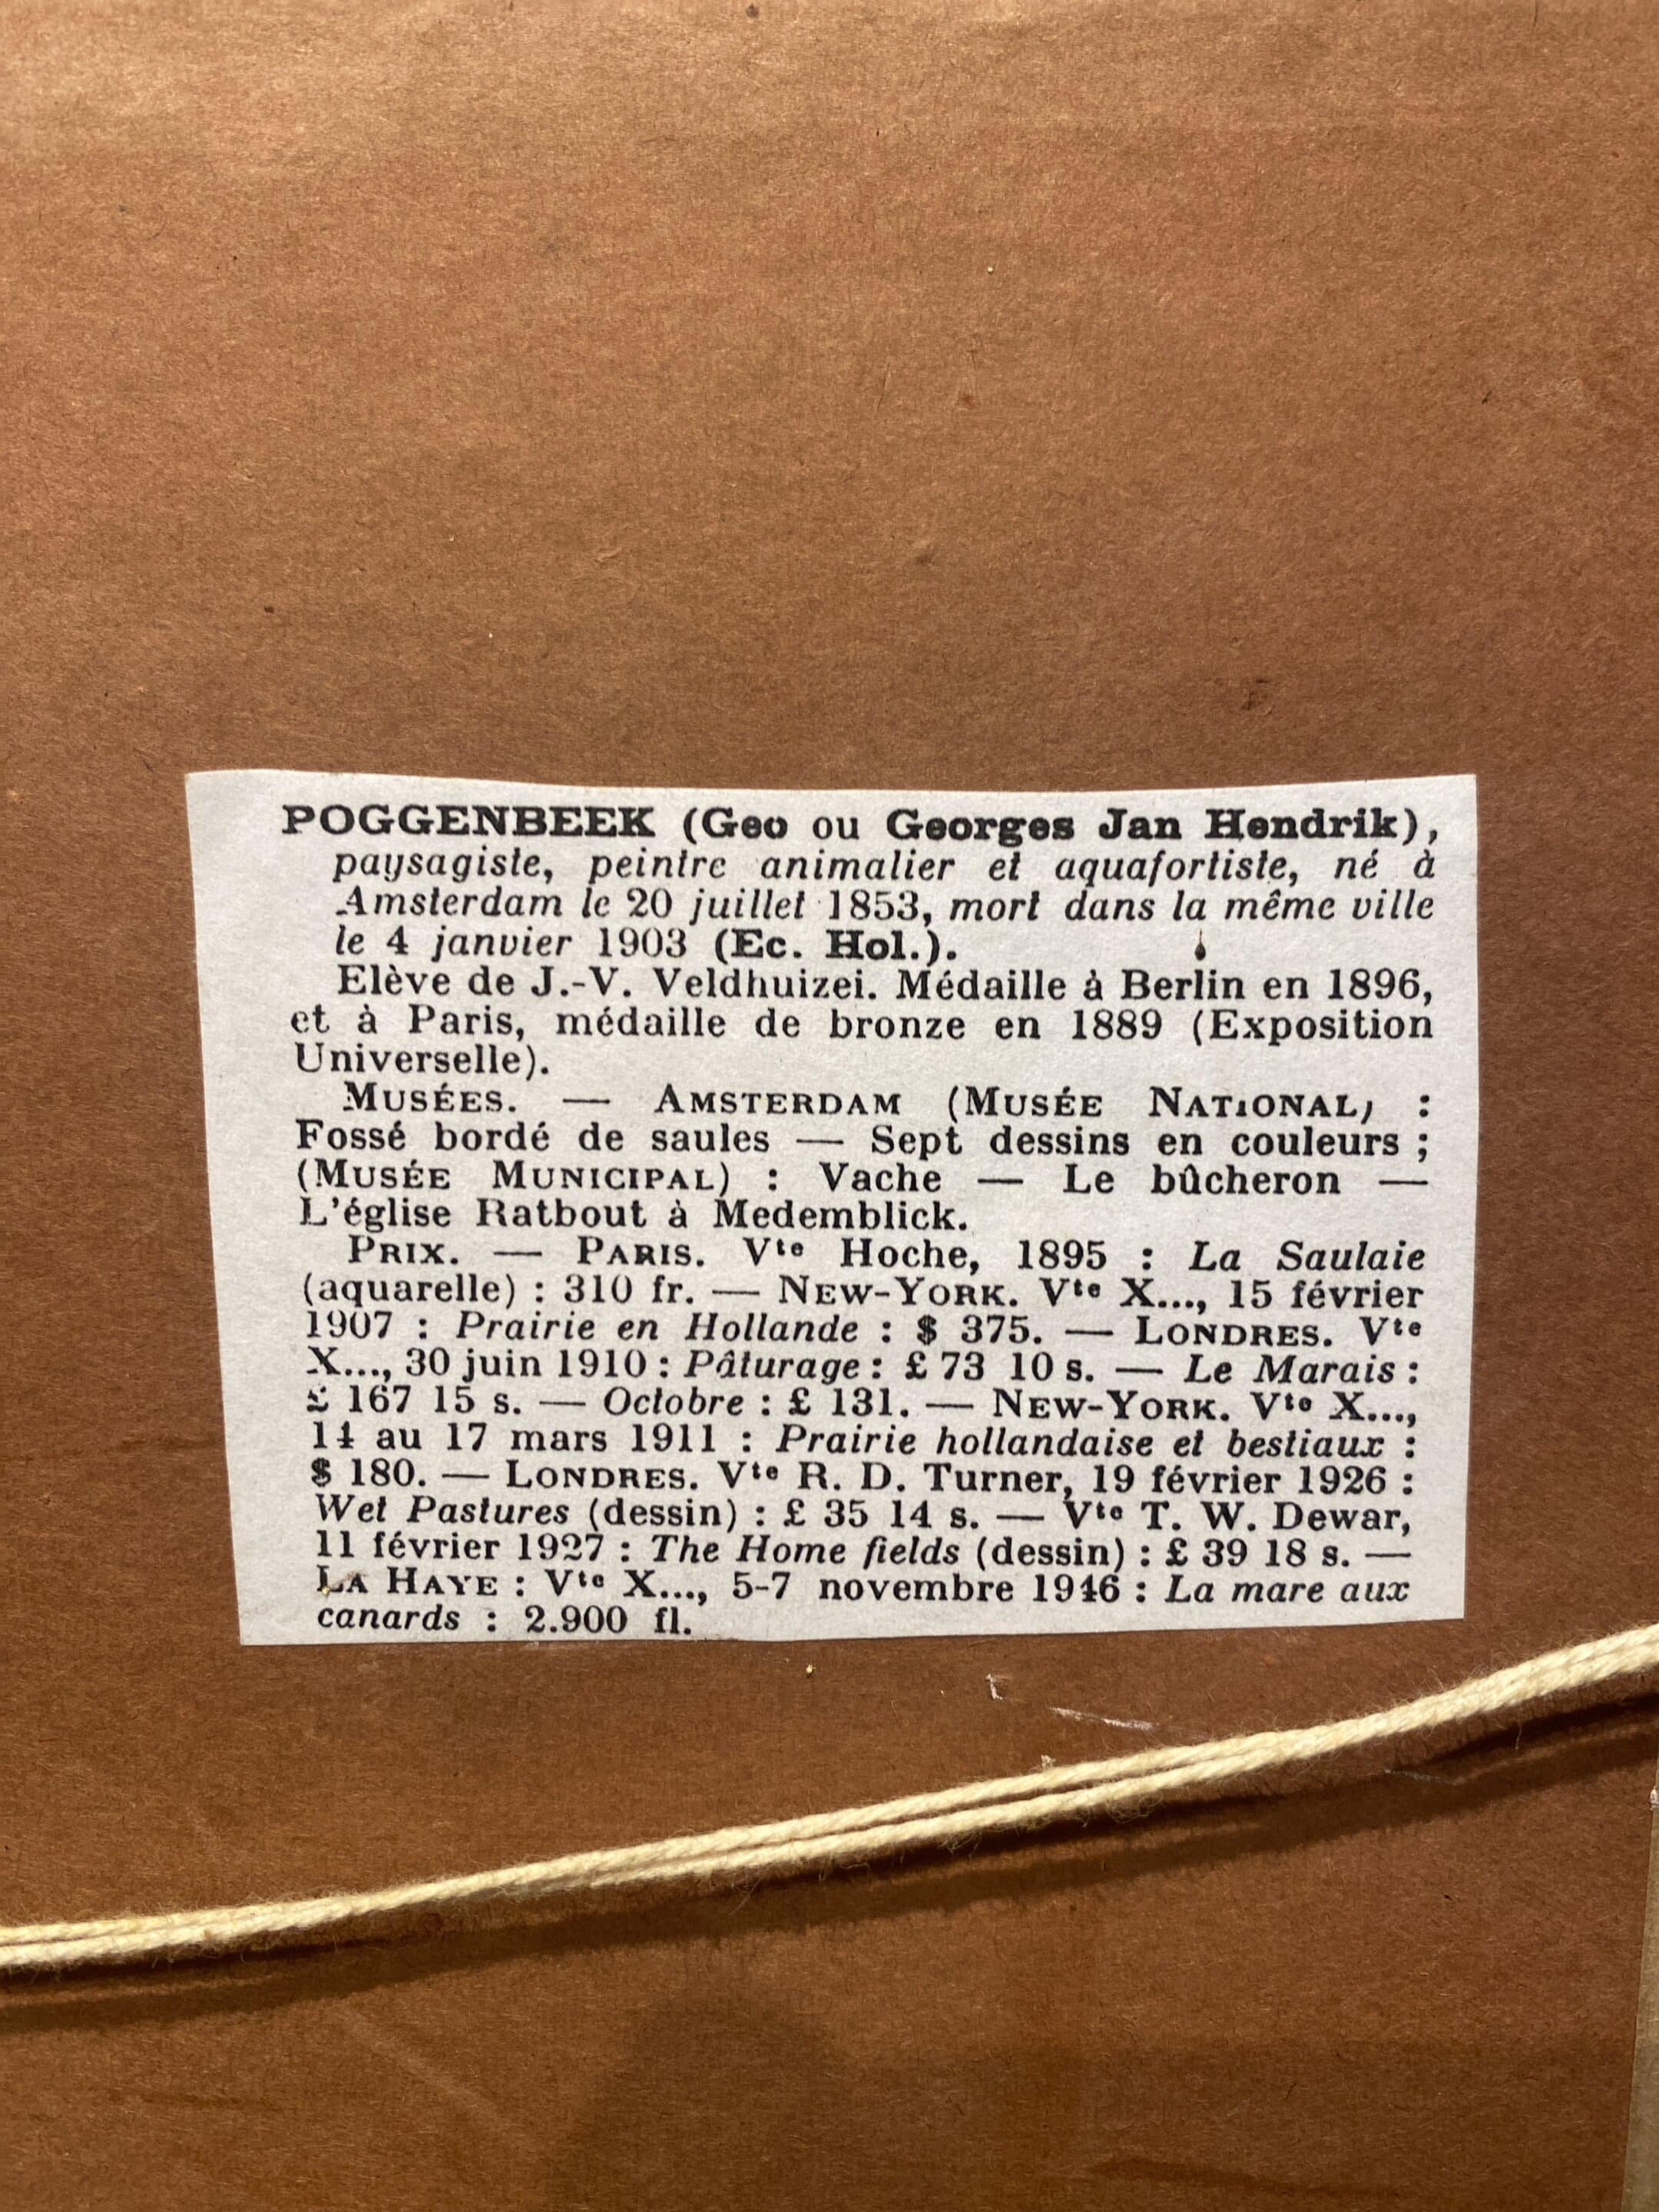 POGGENBEEK (Geo ou Georges Jan Hendrik),
paysagiste, peintre animalier et aquafortiste, né à
Amsterdam le 20 juillet 1853, mort dans la même ville
le 4 janvier 1903 (Ec. Hol.).
Elève de J.-V. Veldhuizei. Médaille à Berlin en 1896,
et à Paris, médaille de bronze en 1889 (Exposition
Universelle).
MUSÉES. — AMSTERDAM (MUSÉE NATIONAL) :
Fossé bordé de saules — Sept dessins en couleurs ;
(MUSÉE MUNICIPAL) : Vache — Le bûcheron —
L'église Ratbout à Medemblick.
PRIX. — PARIS. Vte Hoche, 1895 : La Saulaie
(aquarelle) : 310 fr. — NEW-YORK. Vte X..., 15 février
1907 : Prairie en Hollande : $ 375. — LONDRES. Vte
X..., 30 juin 1910 : Pâturage : £ 73 10 s. — Le Marais :
£ 167 15 s. — Octobre : £ 131. — NEW-YORK. Vte X...,
14 au 17 mars 1911 : Prairie hollandaise et bestiaux :
$ 180. — LONDRES. Vte R. D. Turner, 19 février 1926 :
Wet Pastures (dessin) : £ 35 14 s. — Vte T. W. Dewar,
11 février 1927 : The Home fields (dessin) : £ 39 18 s. —
LA HAYE : Vte X..., 5-7 novembre 1946 : La mare aux
canards : 2.900 fl.